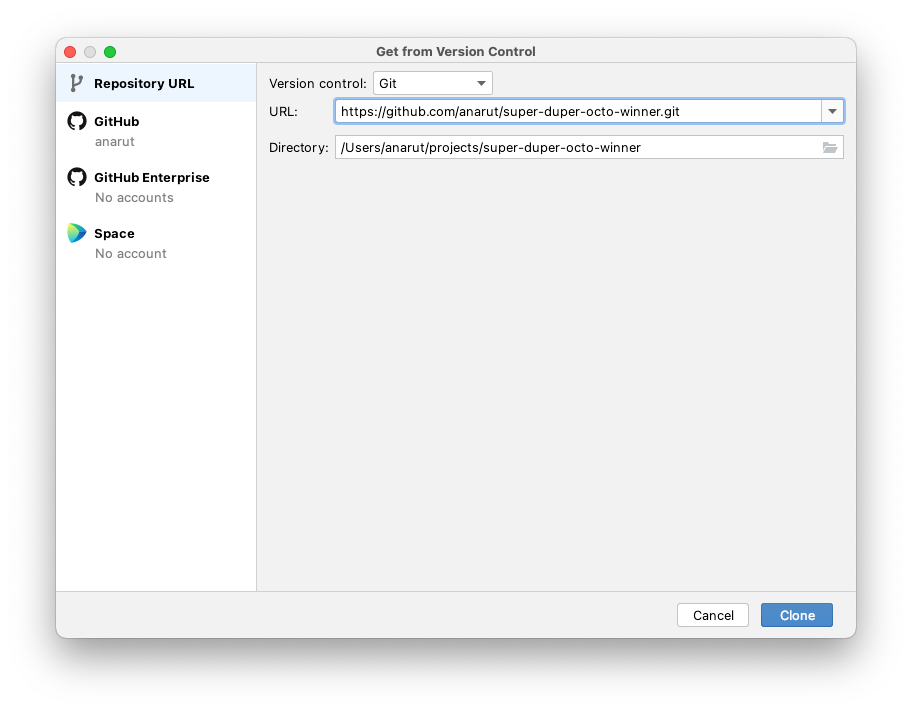 Get from Version Control
Repository URL
GitHub
anarut
GitHub Enterprise
No accounts
Space
No account
Version control: Git
URL: https://github.com/anarut/super-duper-octo-winner.git
Directory: /Users/anarut/projects/super-duper-octo-winner
Cancel Clone